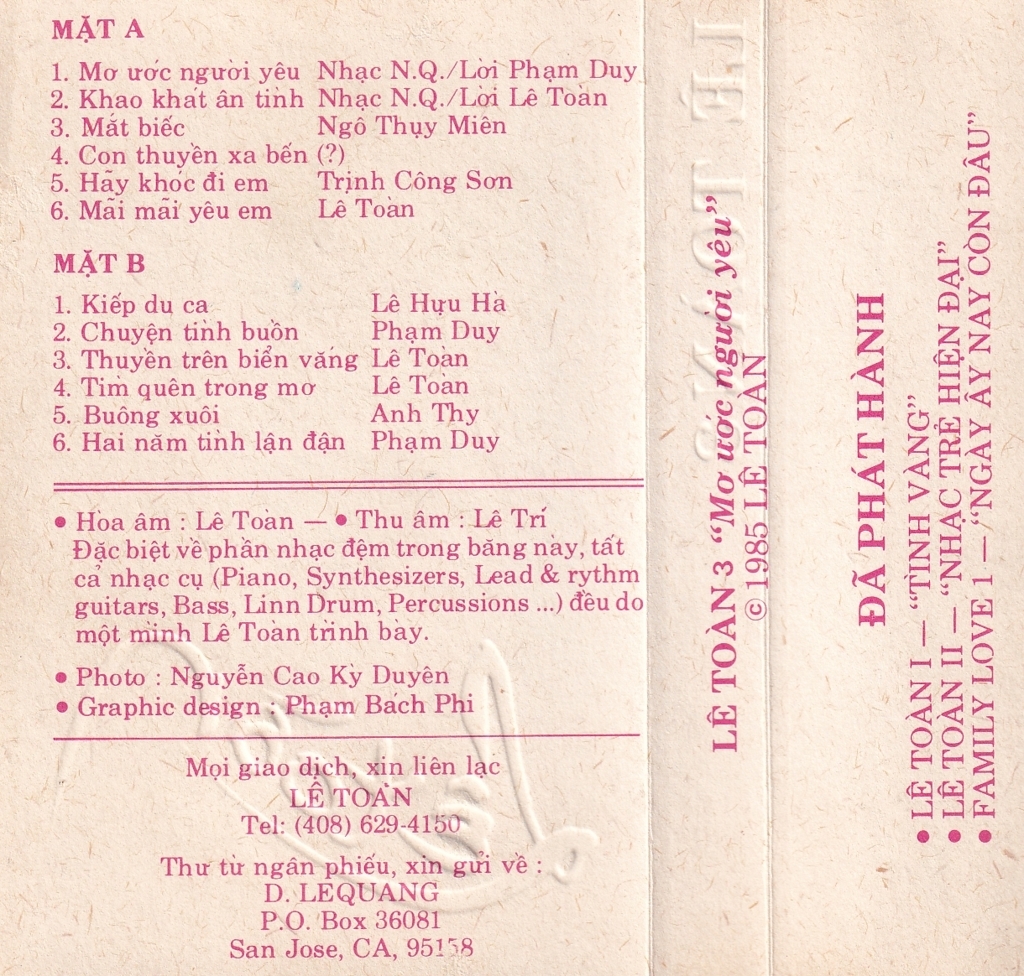 MẶT A
1. Mơ ước người yêu Nhạc N.Q./Lời Phạm Duy
2. Khao khát ân tình Nhạc N.Q./Lời Lê Toàn
3. Mắt biếc Ngô Thụy Miên
4. Con thuyền xa bến (?)
5. Hãy khóc đi em Trịnh Công Sơn
6. Mãi mãi yêu em Lê Toàn
MẶT B
1. Kiếp du ca Lê Hựu Hà
2. Chuyện tình buồn Phạm Duy
3. Thuyền trên biển vắng Lê Toàn
4. Tìm quên trong mơ Lê Toàn
5. Buông xuôi Anh Thy
6. Hai năm tình lận đận Phạm Duy
• Hòa âm : Lê Toàn — • Thu âm : Lê Trí
Đặc biệt về phần nhạc đệm trong băng này, tất
cả nhạc cụ (Piano, Synthesizers, Lead & rythm
guitars, Bass, Linn Drum, Percussions ...) đều do
một mình Lê Toàn trình bày.
• Photo : Nguyễn Cao Kỳ Duyên
• Graphic design : Phạm Bách Phi
Mọi giao dịch, xin liên lạc
LÊ TOÀN
Tel: (408) 629-4150
Thư từ ngân phiếu, xin gửi về :
D. LEQUANG
P.O. Box 36081
San Jose, CA, 95158
LÊ TOÀN 3 “Mơ ước người yêu”
© 1985 LÊ TOÀN
ĐÃ PHÁT HÀNH
• LÊ TOÀN I — “TÌNH VÀNG”
• LÊ TOÀN II — “NHẠC TRẺ HIỆN ĐẠI”
• FAMILY LOVE 1 — “NGÀY ẤY NAY CÒN ĐÂU”